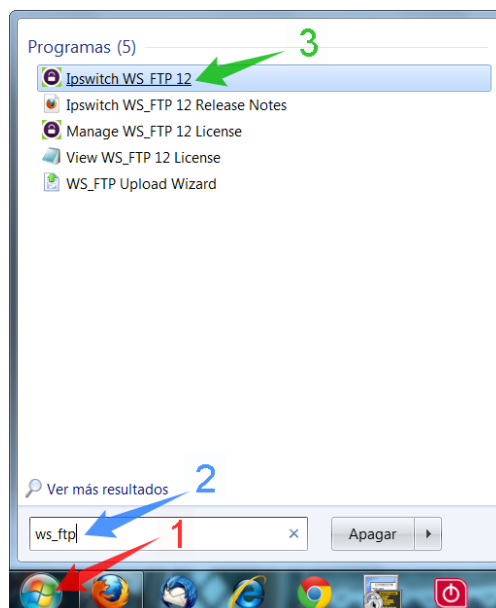 Programas (5)
3
Ipswitch WS_FTP 12
Ipswitch WS_FTP 12 Release Notes
Manage WS_FTP 12 License
View WS_FTP 12 License
WS_FTP Upload Wizard
Ver más resultados
2
ws_ftp
1
Apagar